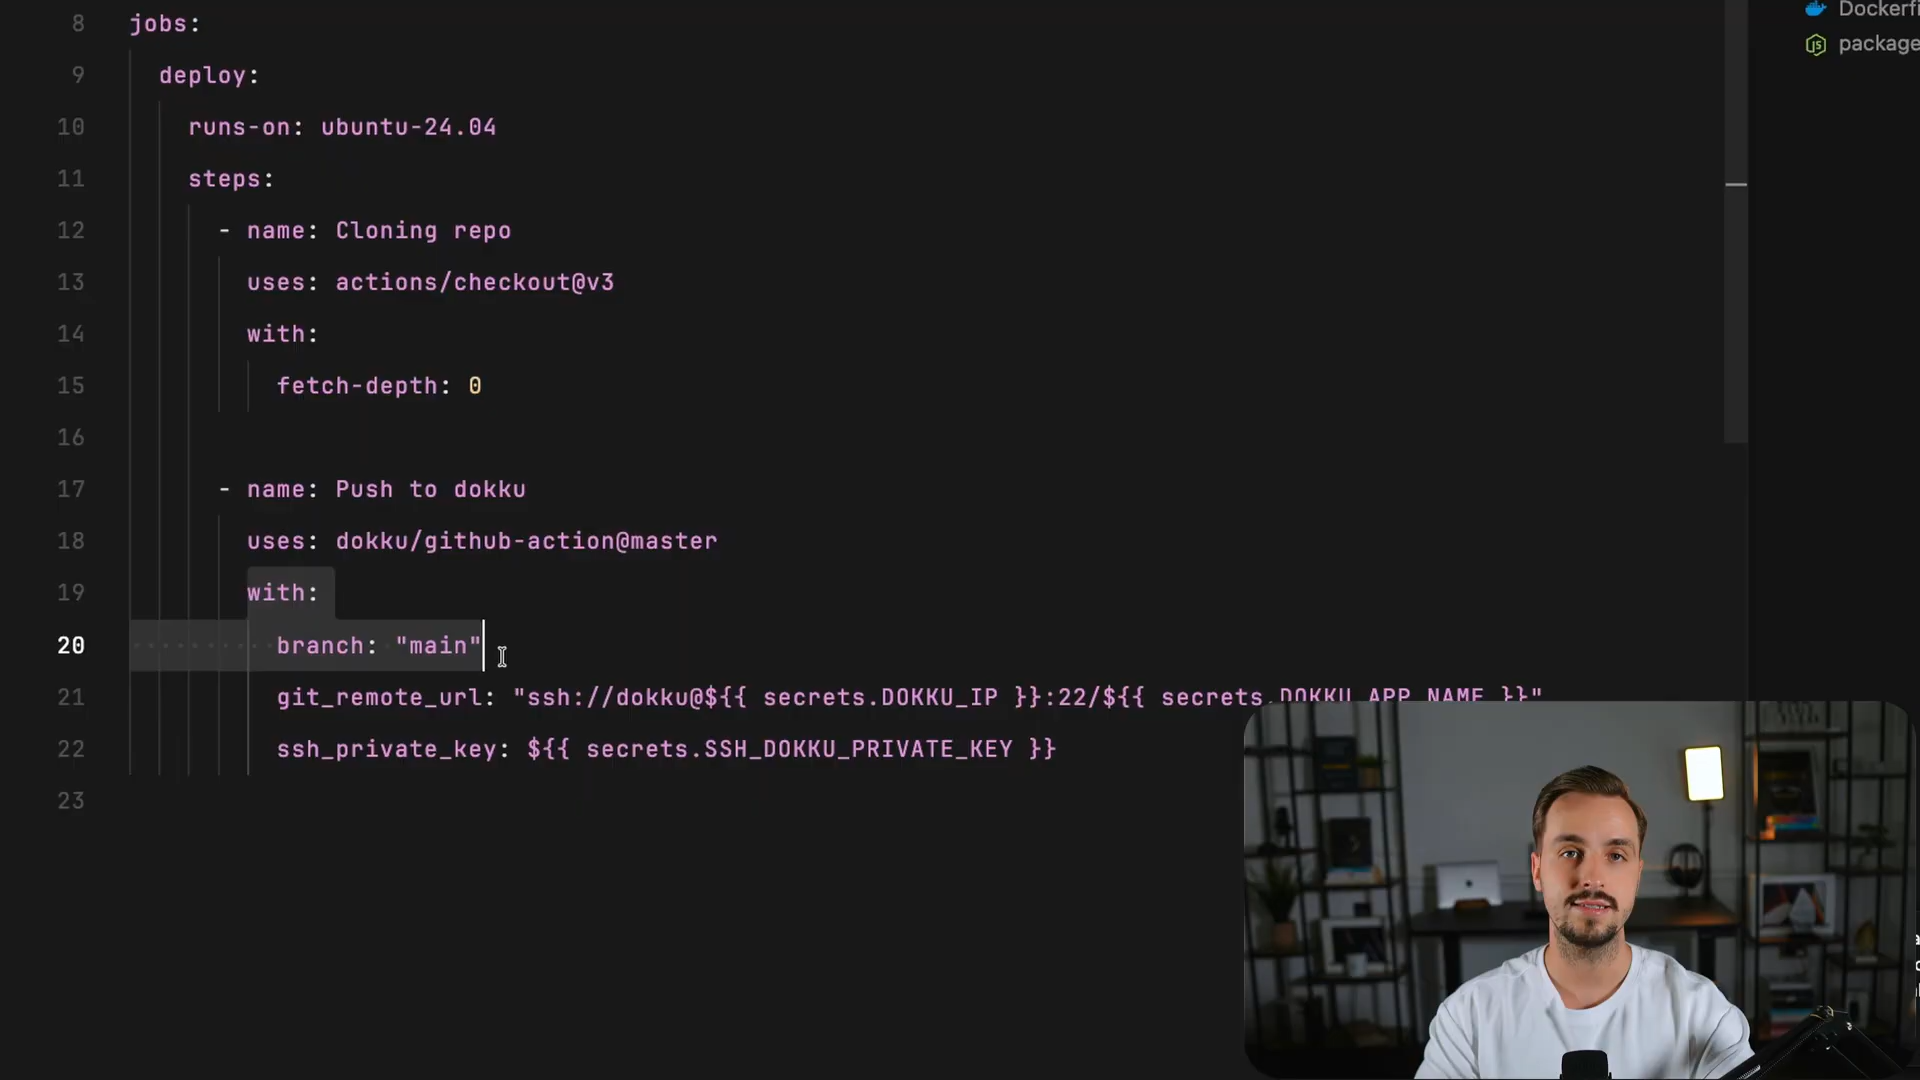 8 jobs:
9 deploy:
10 runs-on: ubuntu-24.04
11 steps:
12 - name: Cloning repo
13 uses: actions/checkout@v3
14 with:
15 fetch-depth: 0
16
17 - name: Push to dokku
18 uses: dokku/github-action@master
19 with:
20 branch: "main"
21 git_remote_url: "ssh://dokku@${{ secrets.DOKKU_IP }}:22/${{ secrets.DOKKU_APP_NAME }}"
22 ssh_private_key: ${{ secrets.SSH_DOKKU_PRIVATE_KEY }}
23
Dockerfi
package